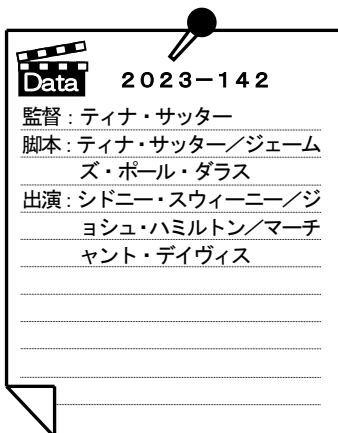 Data
2023-142
監督：ティナ・サッター
脚本：ティナ・サッター／ジェーム
ズ・ポール・ダラス
出演：シドニー・スウィーニー／ジ
ョシュ・ハミルトン／マーチ
ャント・デイヴィス